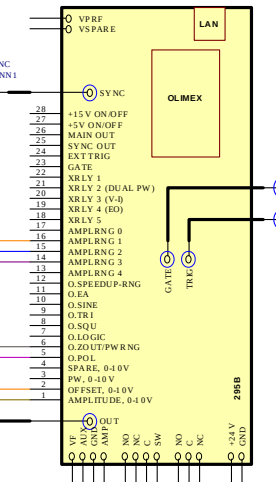 VPRF
LAN
VSPARE
NC
NN1
SYNC
OLIMEX
28 +15V ON/OFF
27 +5V ON/OFF
26 MAIN OUT
25 SYNC OUT
24 EXT TRIG
23 GATE
22 XRLY 1
21 XRLY 2 (DUAL PW)
20 XRLY 3 (V-I)
19 XRLY 4 (EO)
18 XRLY 5
17 AMPLRNG 0
16 AMPLRNG 1
15 AMPLRNG 2
14 AMPLRNG 3
13 AMPLRNG 4
12 O.SPEEDUP-RNG
11 O.EA
10 O.SINE
9 O.TRI
8 O.SQU
7 O.LOGIC
6 O.ZOUT/PWRNG
5 O.POL
4 SPARE, 0-10V
3 PW, 0-10V
2 OFFSET, 0-10V
1 AMPLITUDE, 0-10V
GATE
TRIG
295B
OUT
VF
AUX
GND
AMP
NO
NC
C
SW
NO
C
NC
+24V
GND